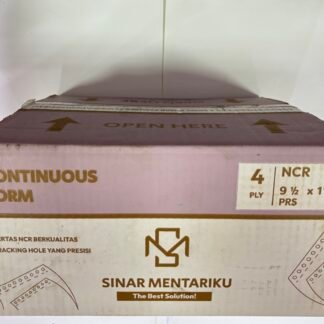 OPEN HERE
ONTINUOUS
ORM
4
PLY
NCR
9 ½ x 1
PRS
ERTAS NCR BERKUALITAS
RACKING HOLE YANG PRESISI
SINAR MENTARIKU
The Best Solution!